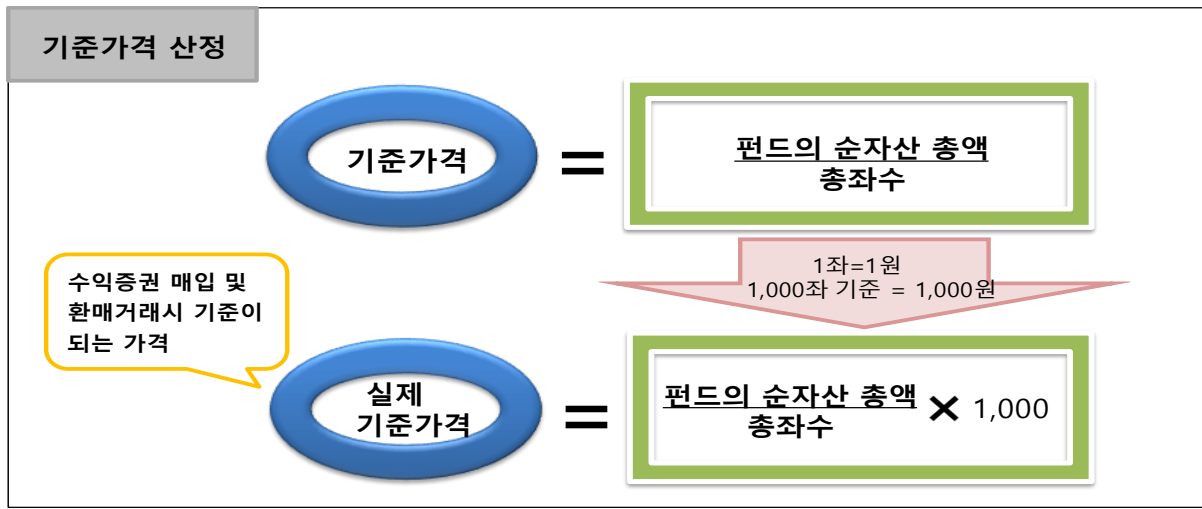 기준가격 산정
기준가격
=
펀드의 순자산 총액
총좌수
1좌=1원
1,000좌 기준 = 1,000원
수익증권 매입 및
환매거래시 기준이
되는 가격
실제
기준가격
=
펀드의 순자산 총액
총좌수
× 1,000